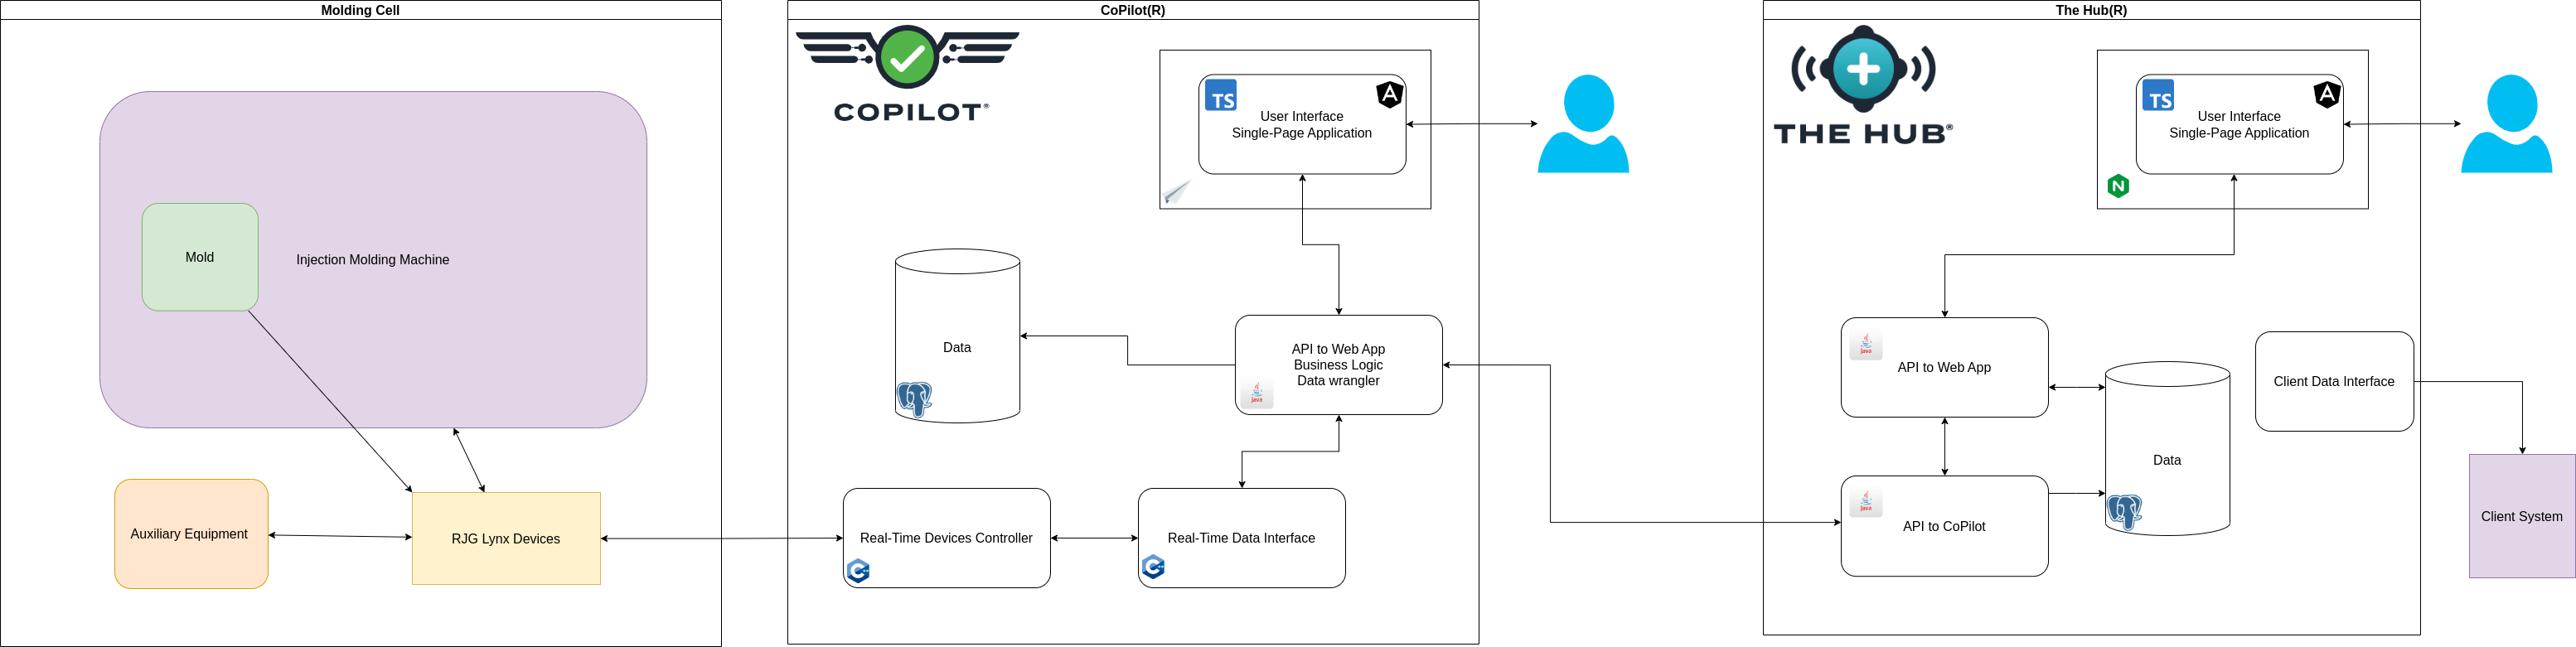 Molding Cell
Mold
Injection Molding Machine
Auxiliary Equipment
RJG Lynx Devices
CoPilot(R)
COPILOT®
TS
User Interface
Single-Page Application
Data
API to Web App
Business Logic
Data wrangler
Java
Real-Time Devices Controller
C++
Real-Time Data Interface
C++
The Hub(R)
THE HUB®
TS
User Interface
Single-Page Application
N
Java
API to Web App
Client Data Interface
Data
Java
API to CoPilot
Client System